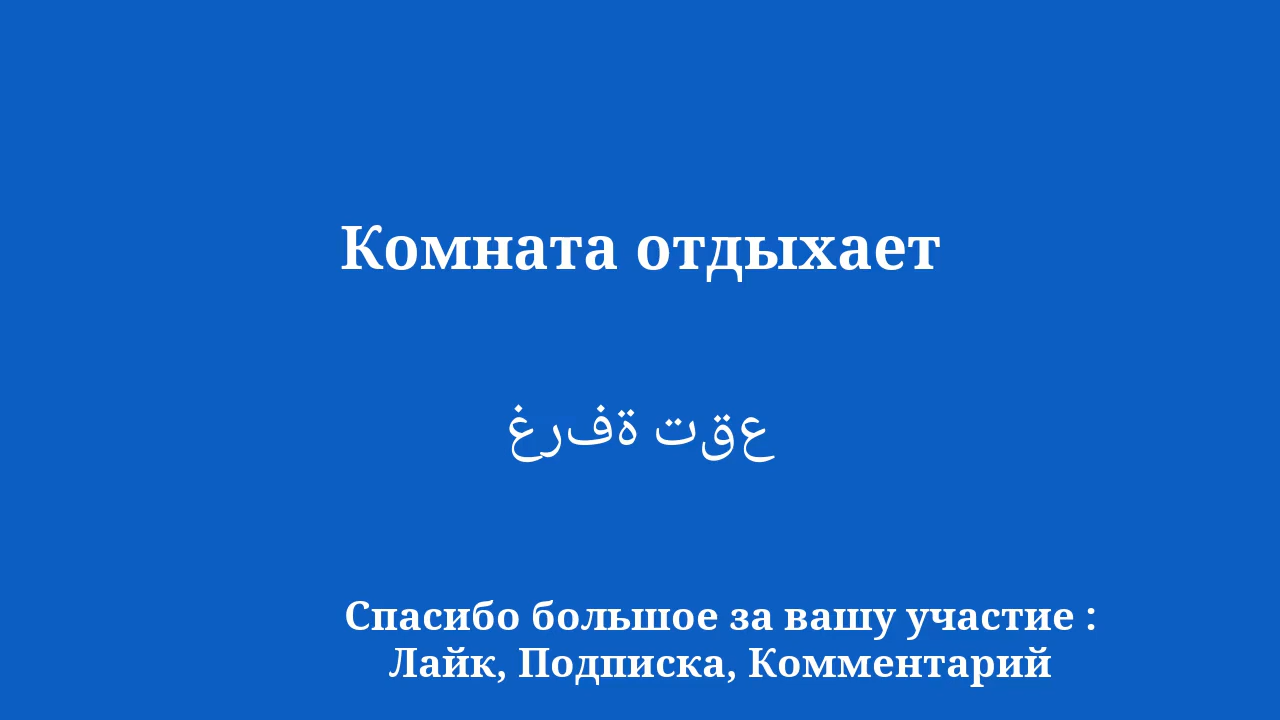 Комната отдыхает
غرفة تقع
Спасибо большое за вашу участие :
Лайк, Подписка, Комментарий